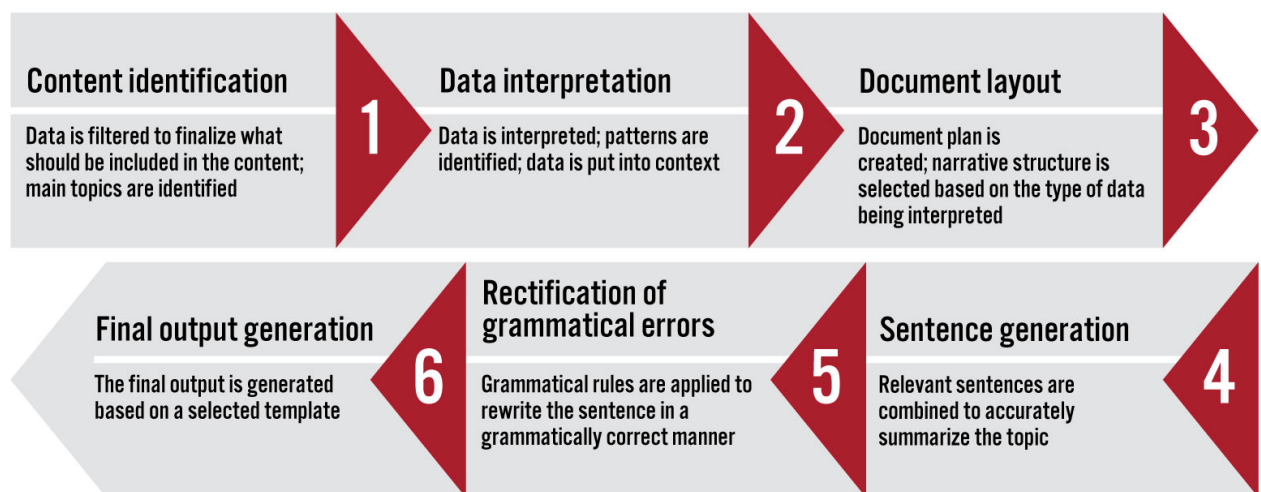 Content identification
Data is filtered to finalize what
should be included in the content;
main topics are identified
1
Data interpretation
Data is interpreted; patterns are
identified; data is put into context
2
Document layout
Document plan is
created; narrative structure is
selected based on the type of data
being interpreted
3
Sentence generation
Relevant sentences are
combined to accurately
summarize the topic
4
Rectification of
grammatical errors
Grammatical rules are applied to
rewrite the sentence in a
grammatically correct manner
5
Final output generation
The final output is generated
based on a selected template
6